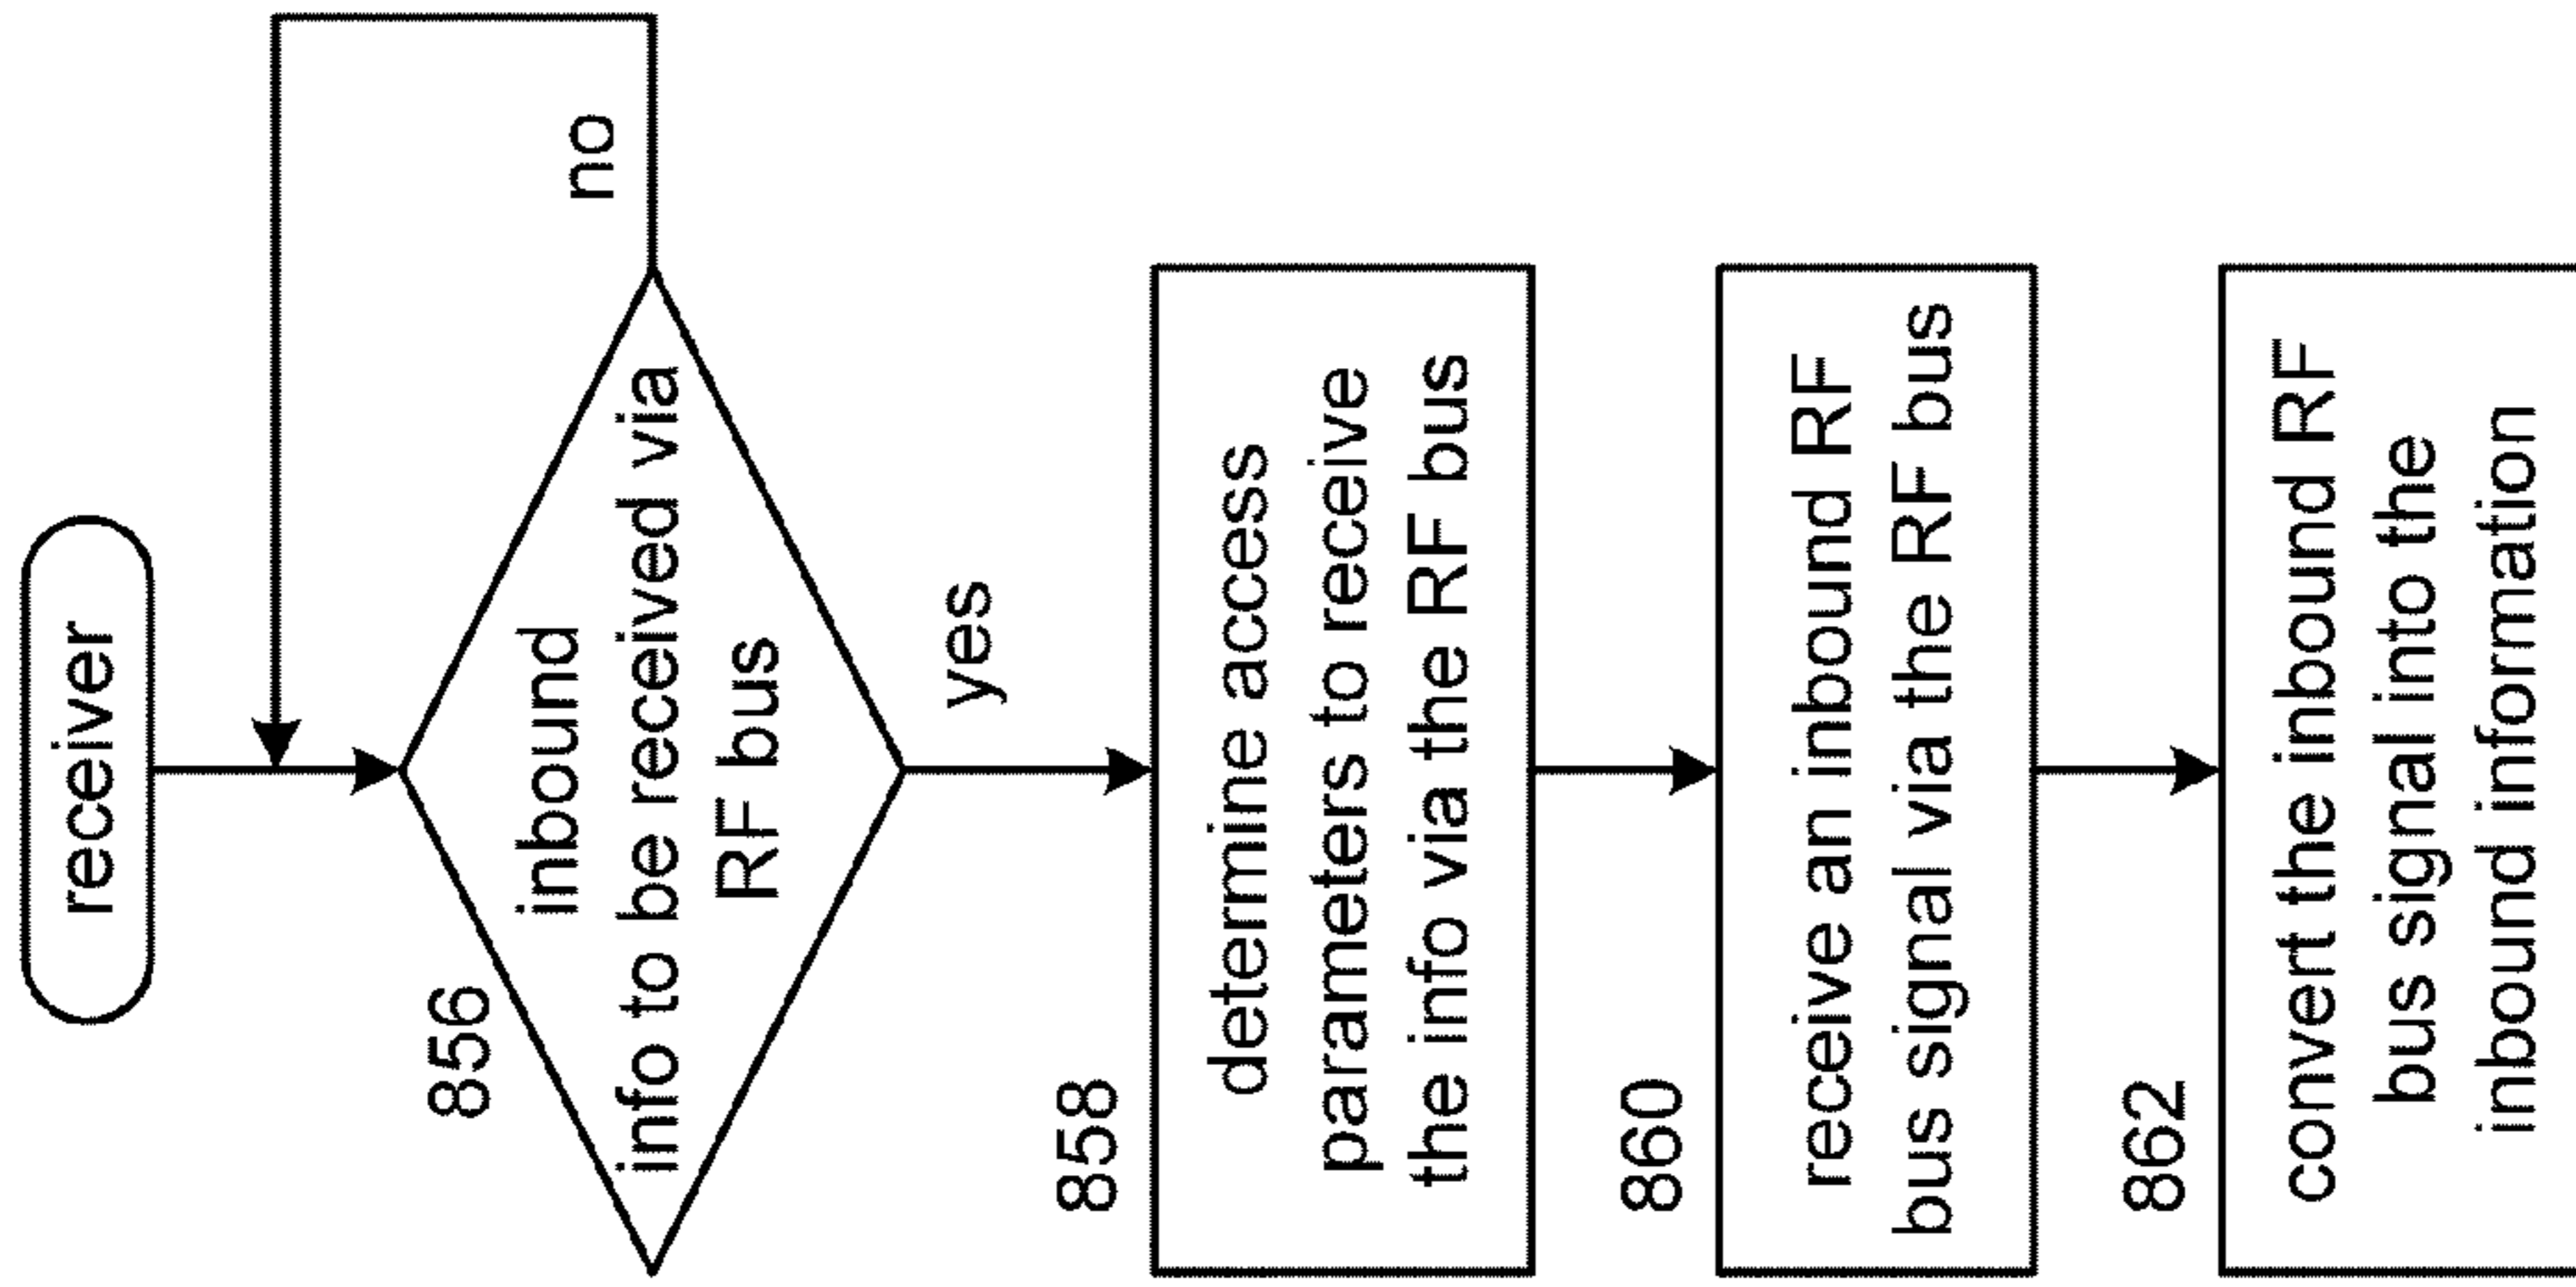 receiver
856
inbound
info to be received via
RF bus
no
yes
858
determine access
parameters to receive
the info via the RF bus
860
receive an inbound RF
bus signal via the RF bus
862
convert the inbound RF
bus signal into the
inbound information